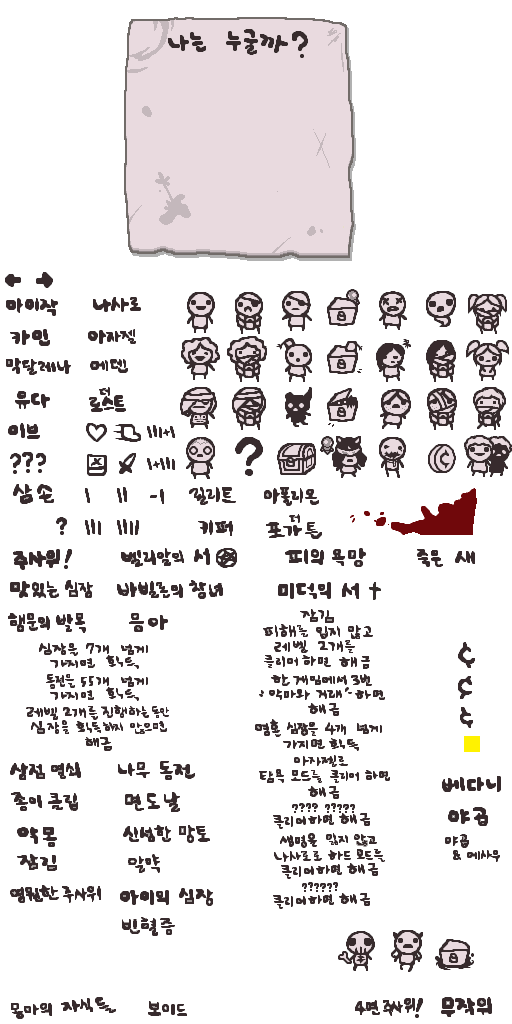 나는 누굴까?
아이작
나사로
카인
아자젤
막달레나
에덴
유다
더
로스트
이브
III+1
???
1+III
삼손
I
II
-1
릴리트
아폴리온
?
III
IIII
키퍼
더
포가튼
주사위!
벨리알의 서
피의 욕망
죽은 새
맛있는 심장
바빌론의 창녀
미덕의 서 †
행운의 발목
믕아
심장을 7개 넘게
가지면 획득
동전을 55개 넘게
가지면 획득
레벨 2개를 진행하는동안
심장을 획득하지 않으면
해금
잠김
피해를 입지 않고
레벨 2개를
클리어하면 해금
한 게임에서 3번
"악마와 거래"하면
해금
영혼 심장을 4개 넘게
가지면 획득
아자젤로
탐욕 모드를 클리어 하면
해금
???? ?????
클리어하면 해금
생명을 잃지 않고
나사로로 하드 모드를
클리어하면 해금
??????
클리어하면 해금
¢
¢
¢
삼전 열쇠
나무 동전
종이 클립
면도날
악몽
신성한 망토
잠김
알약
영원한 주사위
아이의 심장
빈혈증
베다니
야곱
야곱
& 에사우
몽마의 자식들
보이드
4면 주사위!
무작위